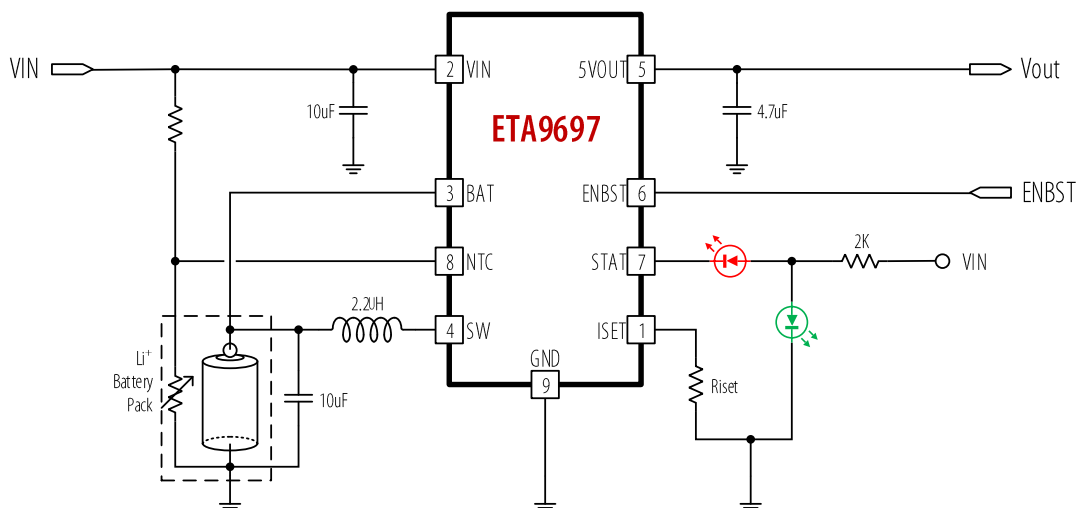 VIN
2
VIN
5VOUT
5
Vout
10uF
4.7uF
ETA9697
3
BAT
ENBST
6
ENBST
8
NTC
STAT
7
2K
VIN
2.2UH
4
SW
ISET
1
Li+
Battery
Pack
10uF
GND
9
Riset